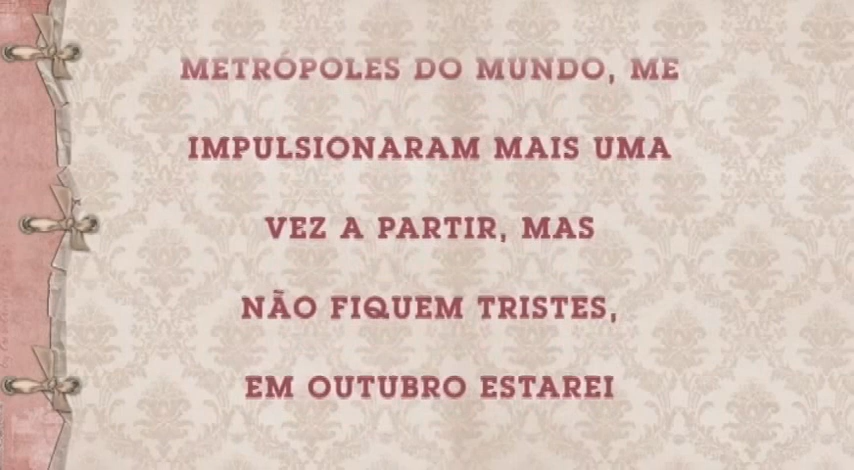 METRÓPOLES DO MUNDO, ME
IMPULSIONARAM MAIS UMA
VEZ A PARTIR, MAS
NÃO FIQUEM TRISTES,
EM OUTUBRO ESTAREI